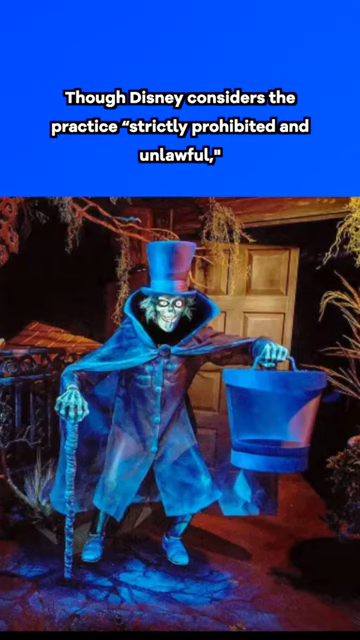 Though Disney considers the
practice “strictly prohibited and
unlawful,"